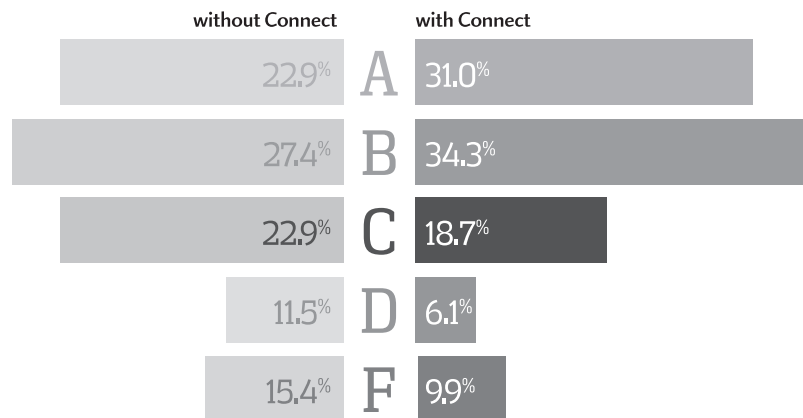 without Connect with Connect
22.9% A 31.0%
27.4% B 34.3%
22.9% C 18.7%
11.5% D 6.1%
15.4% F 9.9%